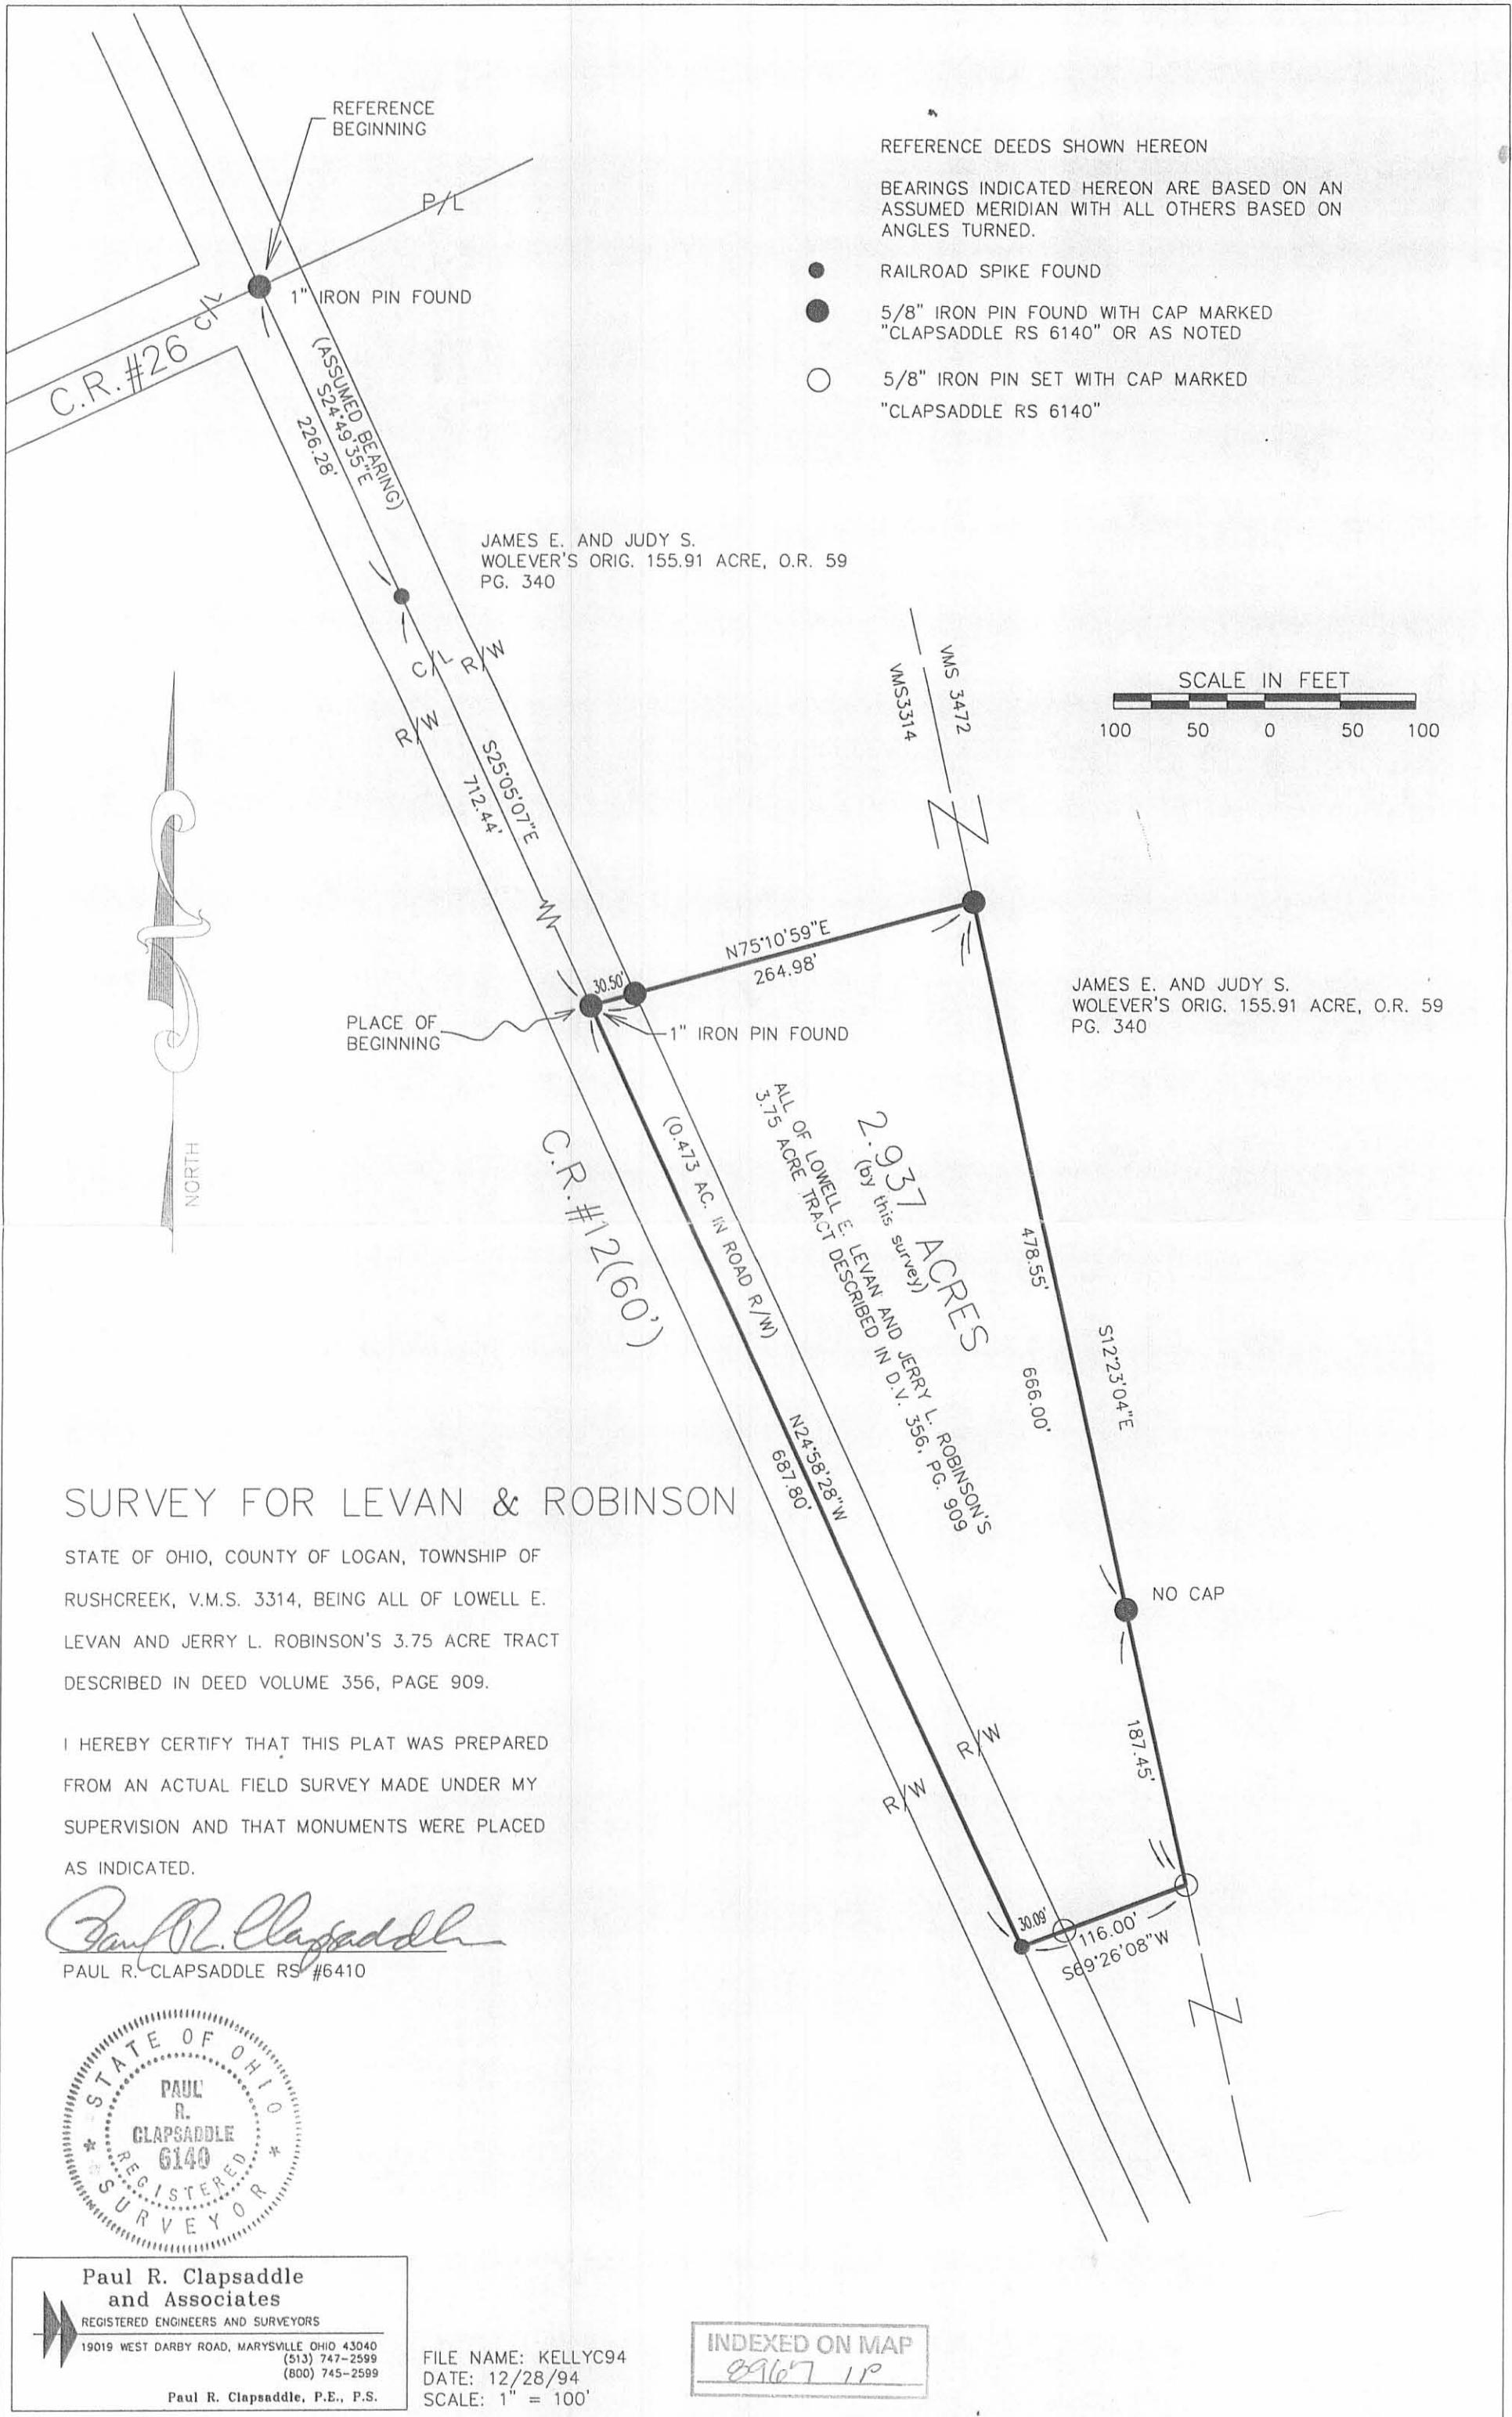 REFERENCE
BEGINNING
P/L
1" IRON PIN FOUND
C/L
C.R.#26
(ASSUMED BEARING)
S24°49'35"E
226.28'
REFERENCE DEEDS SHOWN HEREON
BEARINGS INDICATED HEREON ARE BASED ON AN
ASSUMED MERIDIAN WITH ALL OTHERS BASED ON
ANGLES TURNED.
RAILROAD SPIKE FOUND
5/8" IRON PIN FOUND WITH CAP MARKED
"CLAPSADDLE RS 6140" OR AS NOTED
5/8" IRON PIN SET WITH CAP MARKED
"CLAPSADDLE RS 6140"
JAMES E. AND JUDY S.
WOLEVER'S ORIG. 155.91 ACRE, O.R. 59
PG. 340
C/L
R/W
R/W
S25°05'07"E
712.44'
VMS 3472
VMS3314
SCALE IN FEET
100 50 0 50 100
N75°10'59"E
264.98'
30.50'
PLACE OF
BEGINNING
1" IRON PIN FOUND
JAMES E. AND JUDY S.
WOLEVER'S ORIG. 155.91 ACRE, O.R. 59
PG. 340
NORTH
C.R.#12(60')
(0.473 AC. IN ROAD R/W)
2.937 ACRES
(by this survey)
ALL OF LOWELL E. LEVAN AND JERRY L. ROBINSON'S
3.75 ACRE TRACT DESCRIBED IN D.V. 356, PG. 909
478.55'
S12°23'04"E
666.00'
N24°58'28"W
687.80'
NO CAP
187.45'
R/W
R/W
30.09'
116.00'
S69°26'08"W
SURVEY FOR LEVAN & ROBINSON
STATE OF OHIO, COUNTY OF LOGAN, TOWNSHIP OF
RUSHCREEK, V.M.S. 3314, BEING ALL OF LOWELL E.
LEVAN AND JERRY L. ROBINSON'S 3.75 ACRE TRACT
DESCRIBED IN DEED VOLUME 356, PAGE 909.
I HEREBY CERTIFY THAT THIS PLAT WAS PREPARED
FROM AN ACTUAL FIELD SURVEY MADE UNDER MY
SUPERVISION AND THAT MONUMENTS WERE PLACED
AS INDICATED.
Paul R. Clapsaddle
PAUL R. CLAPSADDLE RS #6410
STATE OF OHIO
PAUL
R.
CLAPSADDLE
6140
REGISTERED
SURVEYOR
Paul R. Clapsaddle
and Associates
REGISTERED ENGINEERS AND SURVEYORS
19019 WEST DARBY ROAD, MARYSVILLE OHIO 43040
(513) 747-2599
(800) 745-2599
Paul R. Clapsaddle, P.E., P.S.
FILE NAME: KELLYC94
DATE: 12/28/94
SCALE: 1" = 100'
INDEXED ON MAP
8967 IP